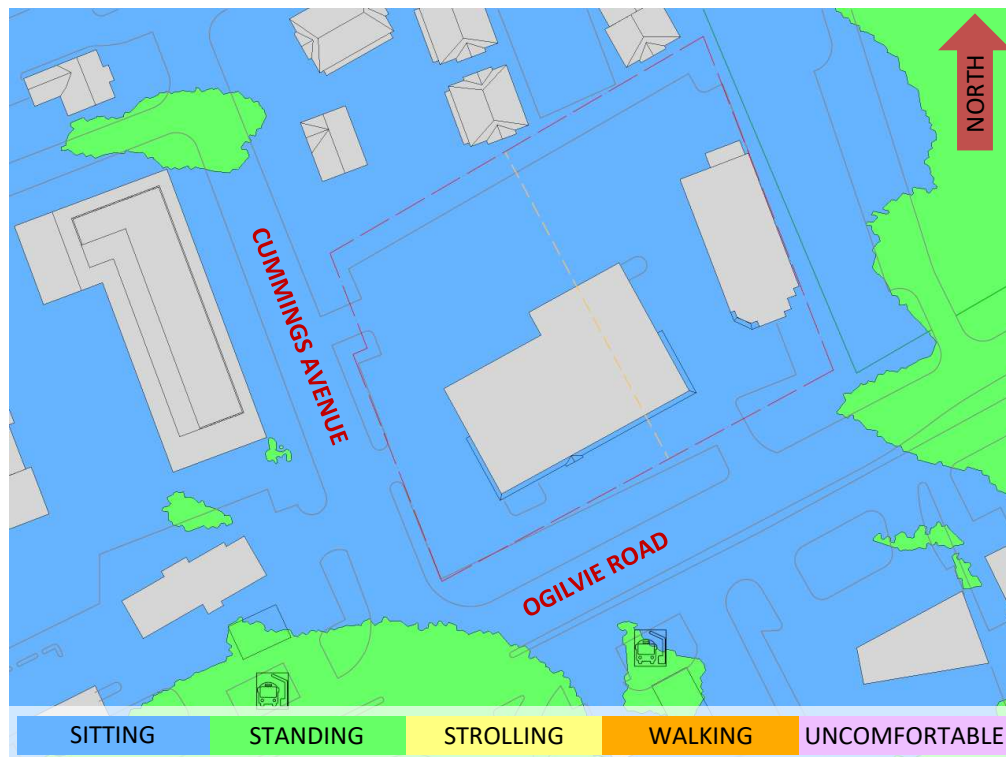 NORTH
CUMMINGS AVENUE
OGILVIE ROAD
SITTING
STANDING
STROLLING
WALKING
UNCOMFORTABLE